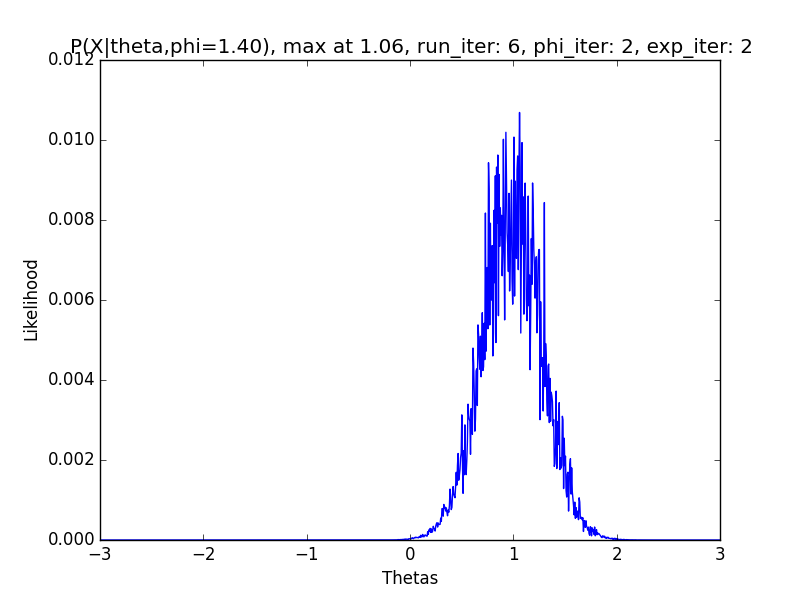 P(X|theta,phi=1.40), max at 1.06, run_iter: 6, phi_iter: 2, exp_iter: 2
0.012
0.010
0.008
0.006
0.004
0.002
0.000
Likelihood
−3 −2 −1 0 1 2 3
Thetas